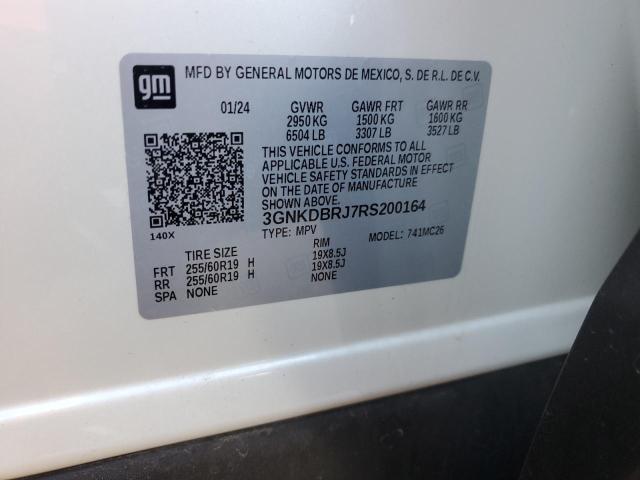 gm
MFD BY GENERAL MOTORS DE MEXICO, S. DE R.L. DE C.V.
01/24 GVWR GAWR FRT GAWR RR
2950 KG 1500 KG 1600 KG
6504 LB 3307 LB 3527 LB
THIS VEHICLE CONFORMS TO ALL
APPLICABLE U.S. FEDERAL MOTOR
VEHICLE SAFETY STANDARDS IN EFFECT
ON THE DATE OF MANUFACTURE
SHOWN ABOVE.
3GNKDBRJ7RS200164
140X TYPE: MPV MODEL: 741MC26
TIRE SIZE RIM
FRT 255/60R19 H 19X8.5J
RR 255/60R19 H 19X8.5J
SPA NONE NONE